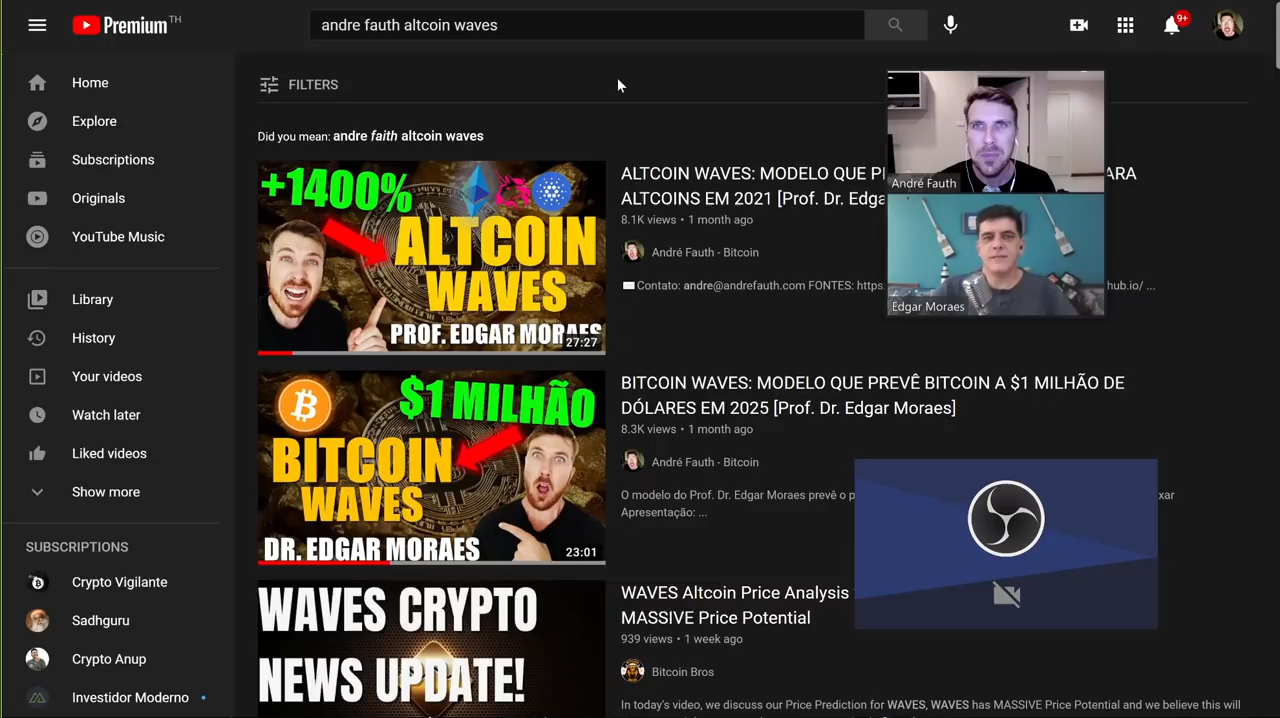 Premium TH
andre fauth altcoin waves
9+
Home
Explore
Subscriptions
Originals
YouTube Music
Library
History
Your videos
Watch later
Liked videos
Show more
SUBSCRIPTIONS
Crypto Vigilante
Sadhguru
Crypto Anup
Investidor Moderno
FILTERS
Did you mean: andre faith altcoin waves
+1400%
ALTCOIN
WAVES
PROF. EDGAR MORAES
27:27
ALTCOIN WAVES: MODELO QUE P ARA
ALTCOINS EM 2021 [Prof. Dr. Edga
8.1K views • 1 month ago
André Fauth - Bitcoin
Contato: andre@andrefauth.com FONTES: https hub.io/ ...
André Fauth
Edgar Moraes
$1 MILHÃO
BITCOIN
WAVES
DR. EDGAR MORAES
23:01
BITCOIN WAVES: MODELO QUE PREVÊ BITCOIN A $1 MILHÃO DE
DÓLARES EM 2025 [Prof. Dr. Edgar Moraes]
8.3K views • 1 month ago
André Fauth - Bitcoin
O modelo do Prof. Dr. Edgar Moraes prevê o p xar
Apresentação: ...
WAVES CRYPTO
NEWS UPDATE!
WAVES Altcoin Price Analysis
MASSIVE Price Potential
939 views • 1 week ago
Bitcoin Bros
In today's video, we discuss our Price Prediction for WAVES, WAVES has MASSIVE Price Potential and we believe this will